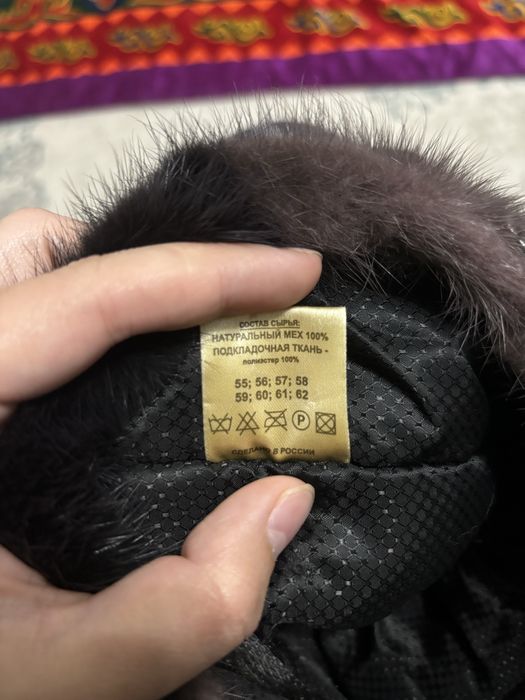 СОСТАВ СЫРЬЯ:
НАТУРАЛЬНЫЙ МЕХ 100%
ПОДКЛАДОЧНАЯ ТКАНЬ -
полиэстер 100%
55; 56; 57; 58
59; 60; 61; 62
P
СДЕЛАНО В РОССИИ